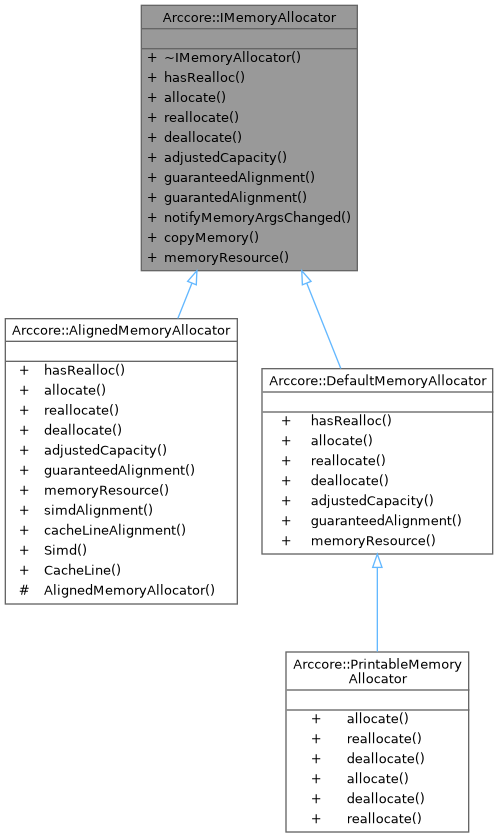 Arccore::IMemoryAllocator
+ ~IMemoryAllocator()
+ hasRealloc()
+ allocate()
+ reallocate()
+ deallocate()
+ adjustedCapacity()
+ guaranteedAlignment()
+ guarantedAlignment()
+ notifyMemoryArgsChanged()
+ copyMemory()
+ memoryResource()
Arccore::AlignedMemoryAllocator
+ hasRealloc()
+ allocate()
+ reallocate()
+ deallocate()
+ adjustedCapacity()
+ guaranteedAlignment()
+ memoryResource()
+ simdAlignment()
+ cacheLineAlignment()
+ Simd()
+ CacheLine()
# AlignedMemoryAllocator()
Arccore::DefaultMemoryAllocator
+ hasRealloc()
+ allocate()
+ reallocate()
+ deallocate()
+ adjustedCapacity()
+ guaranteedAlignment()
+ memoryResource()
Arccore::PrintableMemory
Allocator
+ allocate()
+ reallocate()
+ deallocate()
+ allocate()
+ deallocate()
+ reallocate()